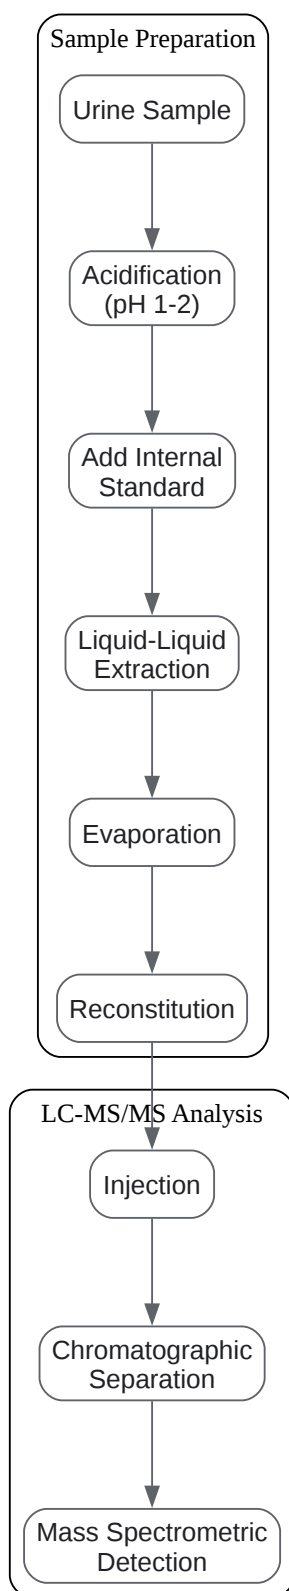 Sample Preparation
Urine Sample
Acidification
(pH 1-2)
Add Internal
Standard
Liquid-Liquid
Extraction
Evaporation
Reconstitution
LC-MS/MS Analysis
Injection
Chromatographic
Separation
Mass Spectrometric
Detection